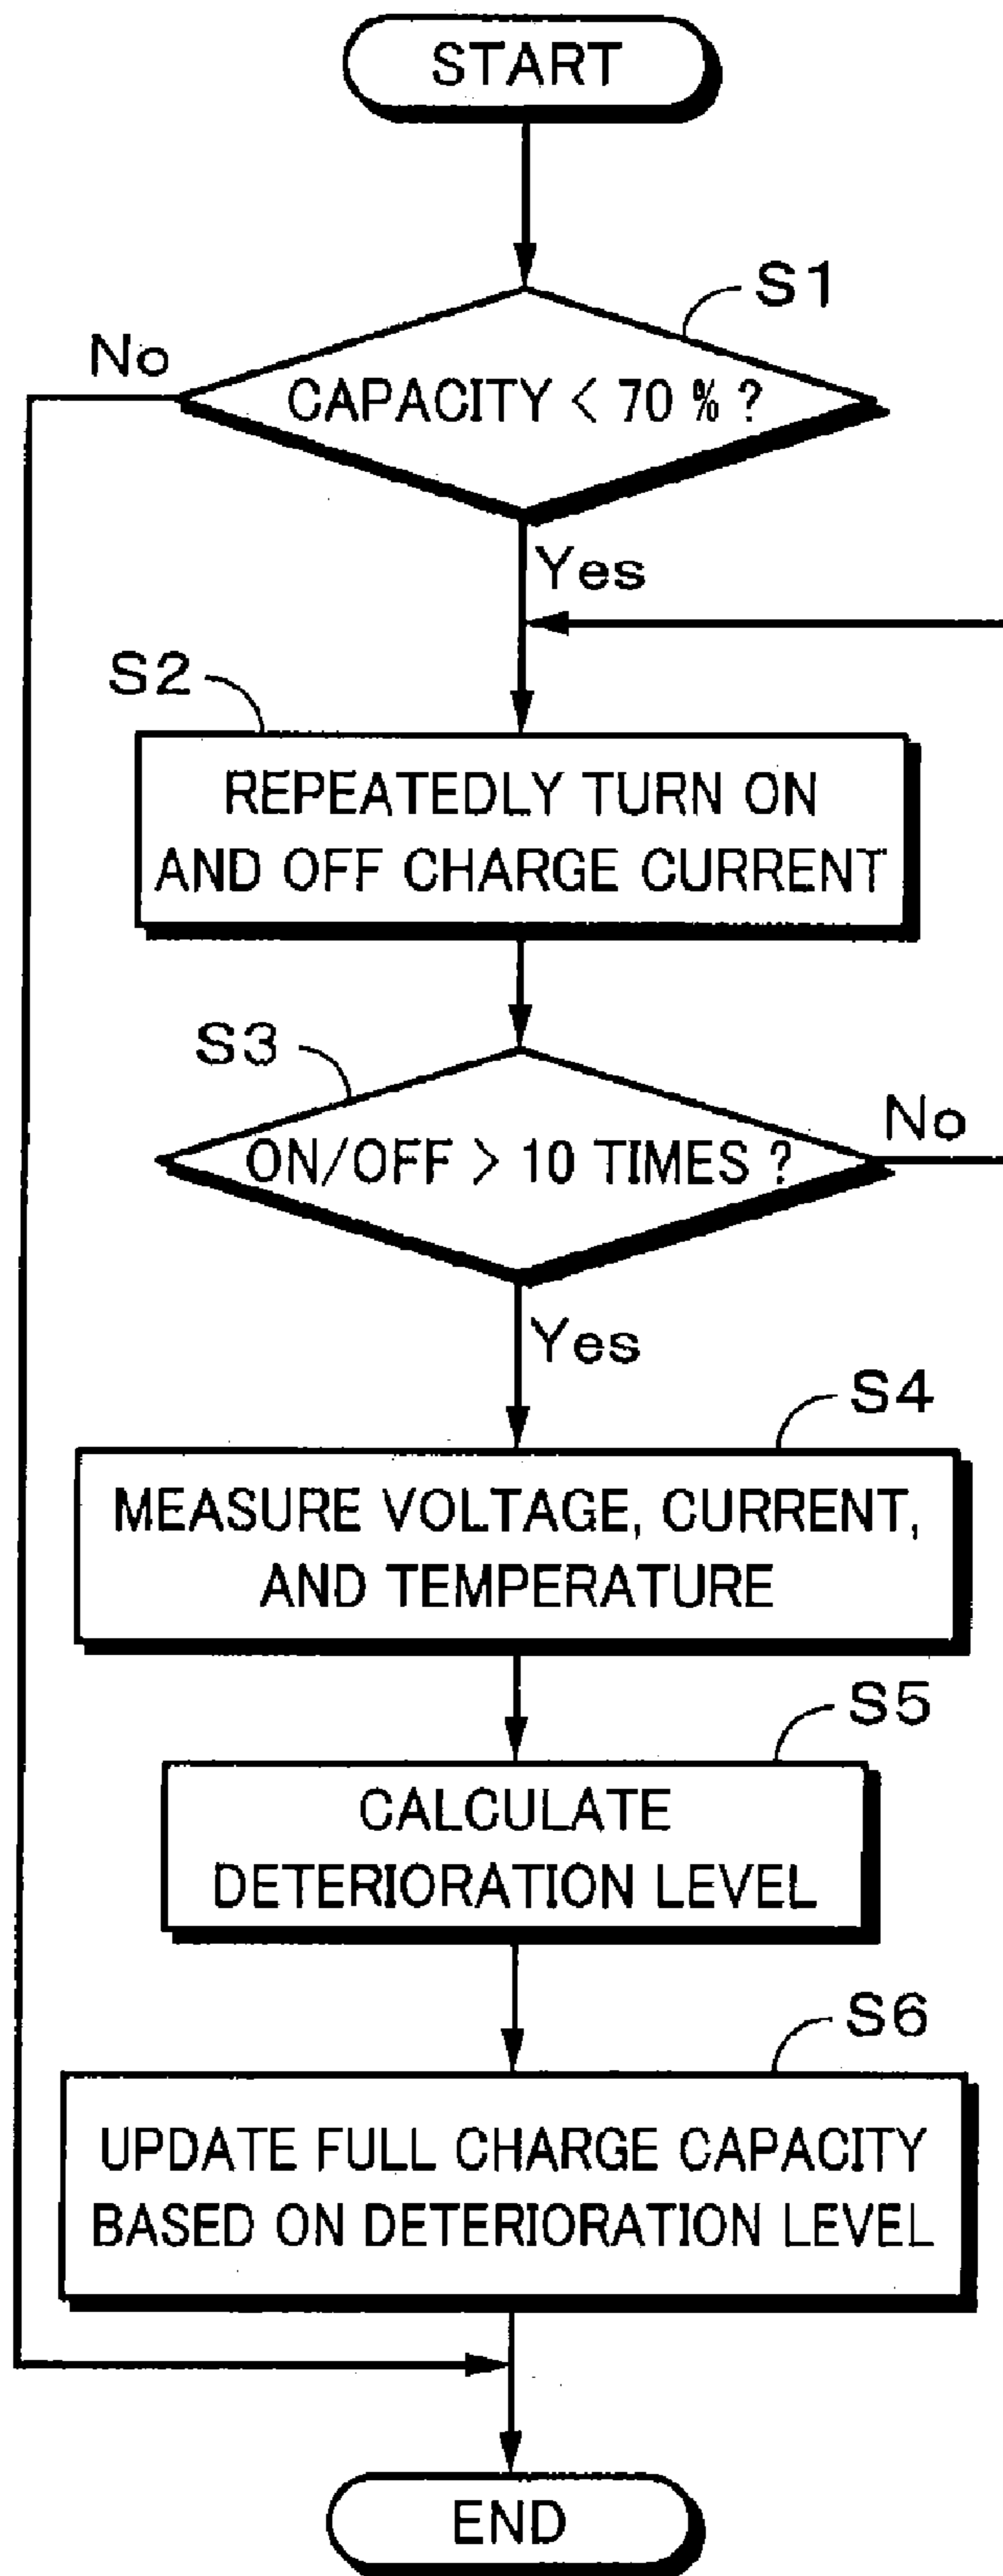 START
S1
No
CAPACITY < 70 % ?
Yes
S2
REPEATEDLY TURN ON
AND OFF CHARGE CURRENT
S3
No
ON/OFF > 10 TIMES ?
Yes
S4
MEASURE VOLTAGE, CURRENT,
AND TEMPERATURE
S5
CALCULATE
DETERIORATION LEVEL
S6
UPDATE FULL CHARGE CAPACITY
BASED ON DETERIORATION LEVEL
END